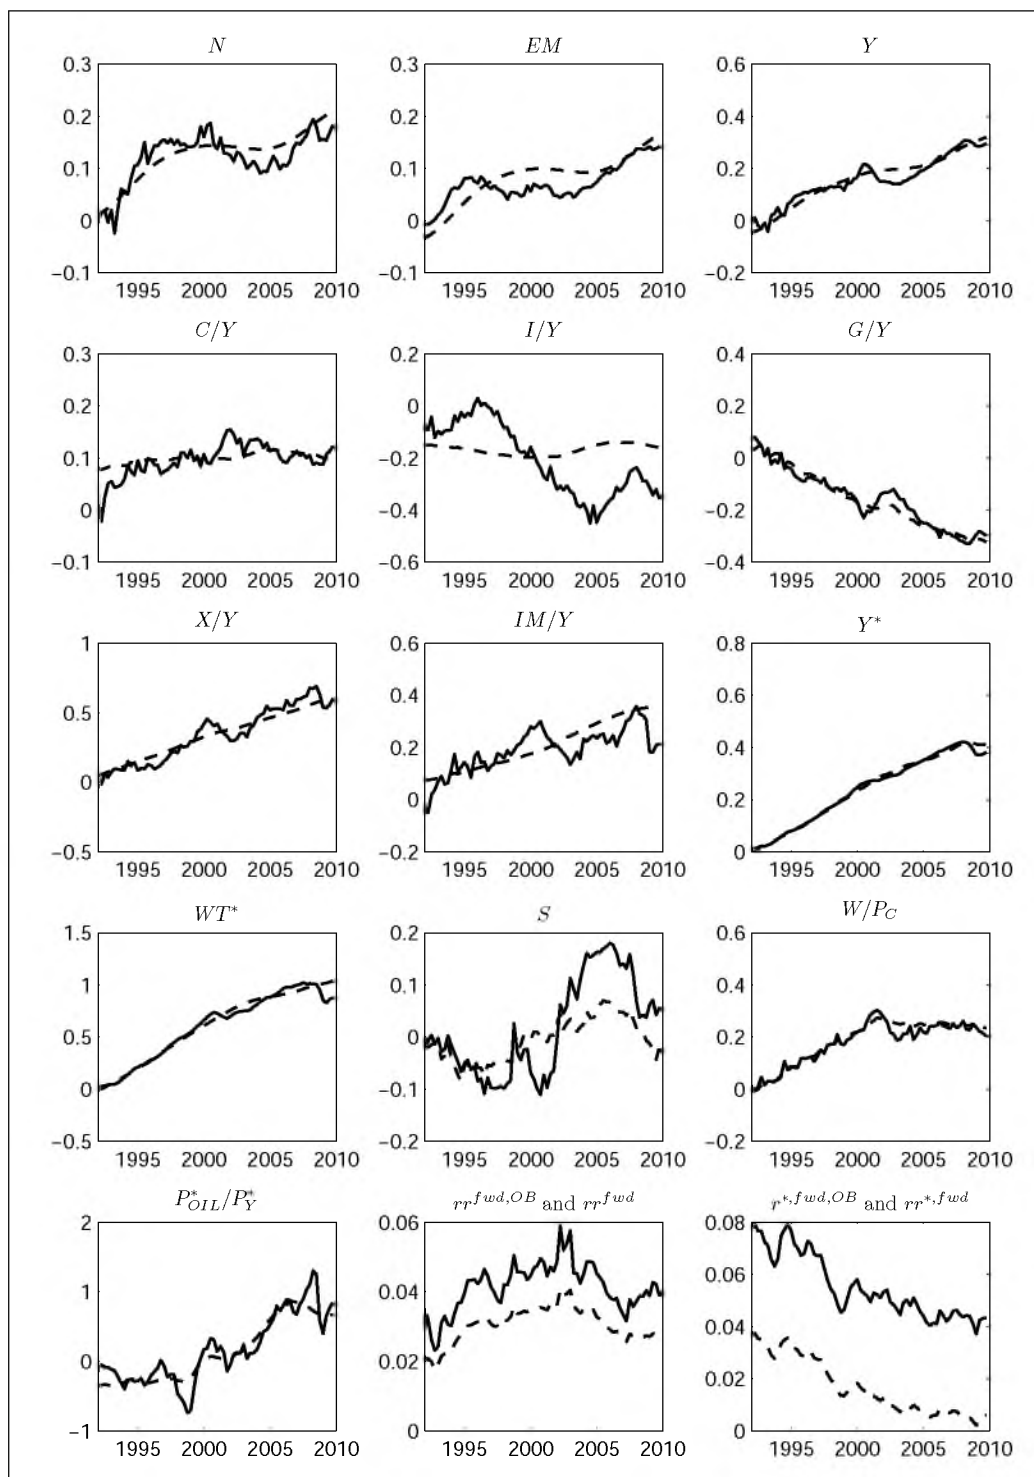 N EM Y
0.3 0.3 0.6
0.2 0.2 0.4
0.1 0.1 0.2
0 0 0
−0.1 −0.1 −0.2
1995 2000 2005 2010 1995 2000 2005 2010 1995 2000 2005 2010
C/Y I/Y G/Y
0.3 0.2 0.4
0.2 0 0.2
0.1 −0.2 0
0 −0.4 −0.2
−0.1 −0.6 −0.4
1995 2000 2005 2010 1995 2000 2005 2010 1995 2000 2005 2010
X/Y IM/Y Y*
1 0.6 0.8
0.5 0.4 0.6
0 0.2 0.4
−0.5 0 0.2
−0.2 0
1995 2000 2005 2010 1995 2000 2005 2010 1995 2000 2005 2010
WT* S W/P_C
1.5 0.2 0.6
1 0.1 0.4
0.5 0 0.2
0 −0.1 0
−0.5 −0.2 −0.2
1995 2000 2005 2010 1995 2000 2005 2010 1995 2000 2005 2010
P*_OIL/P*_Y rr^fwd,OB and rr^fwd r^*,fwd,OB and rr^*,fwd
2 0.06 0.08
1 0.04 0.06
0 0.02 0.04
−1 0 0.02
0
1995 2000 2005 2010 1995 2000 2005 2010 1995 2000 2005 2010